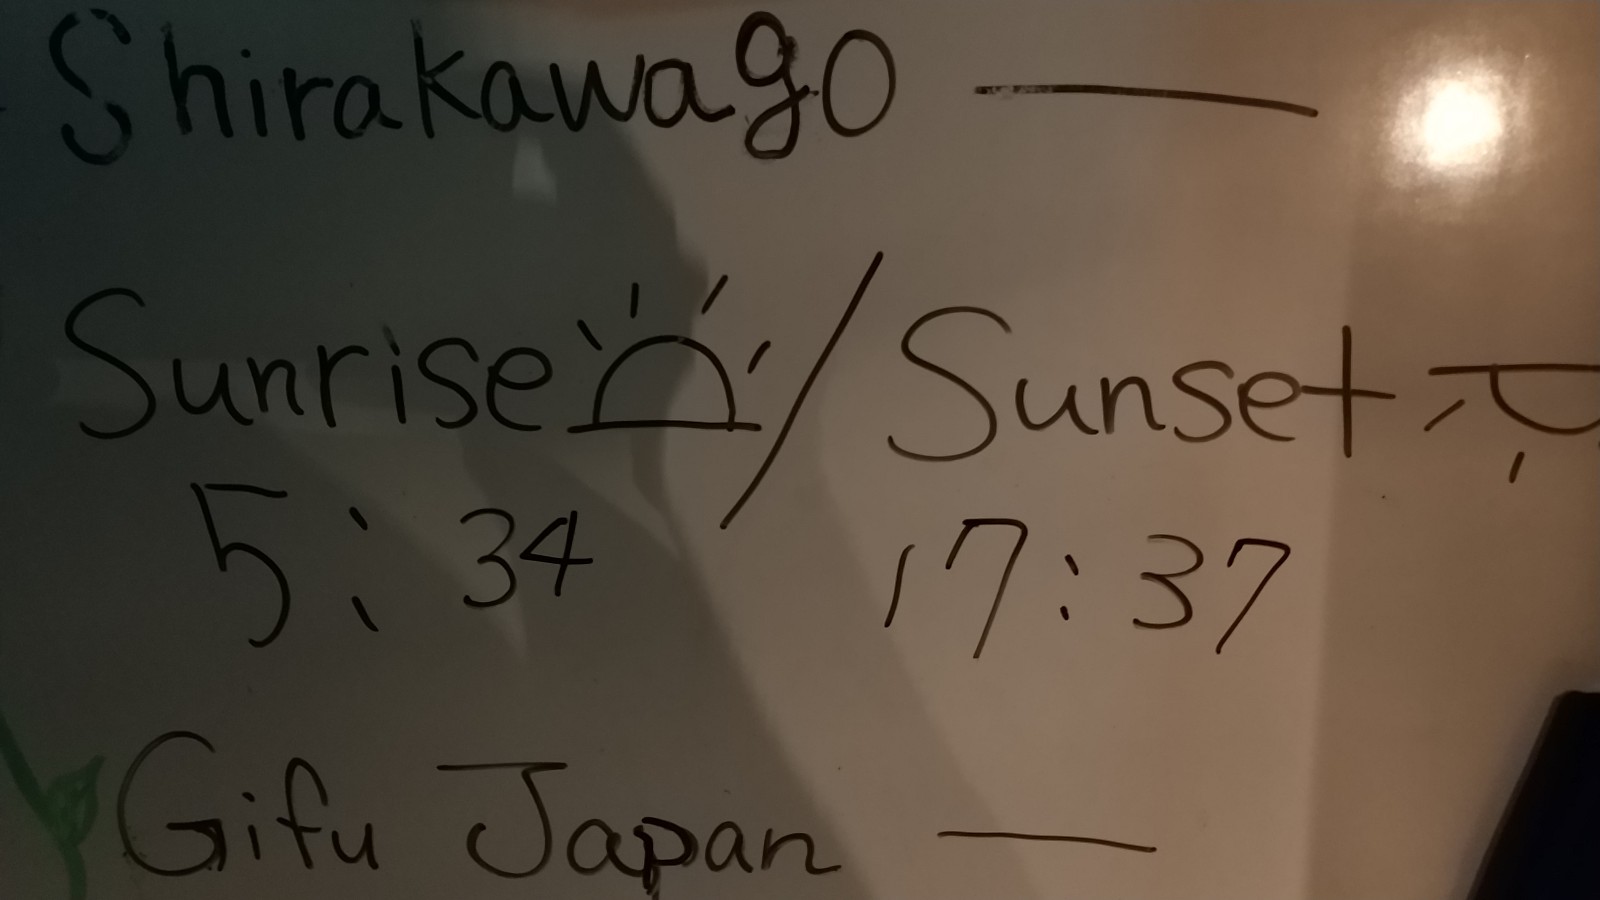 Shirakawago —
Sunrise / Sunset
5:34 17:37
Gifu Japan —